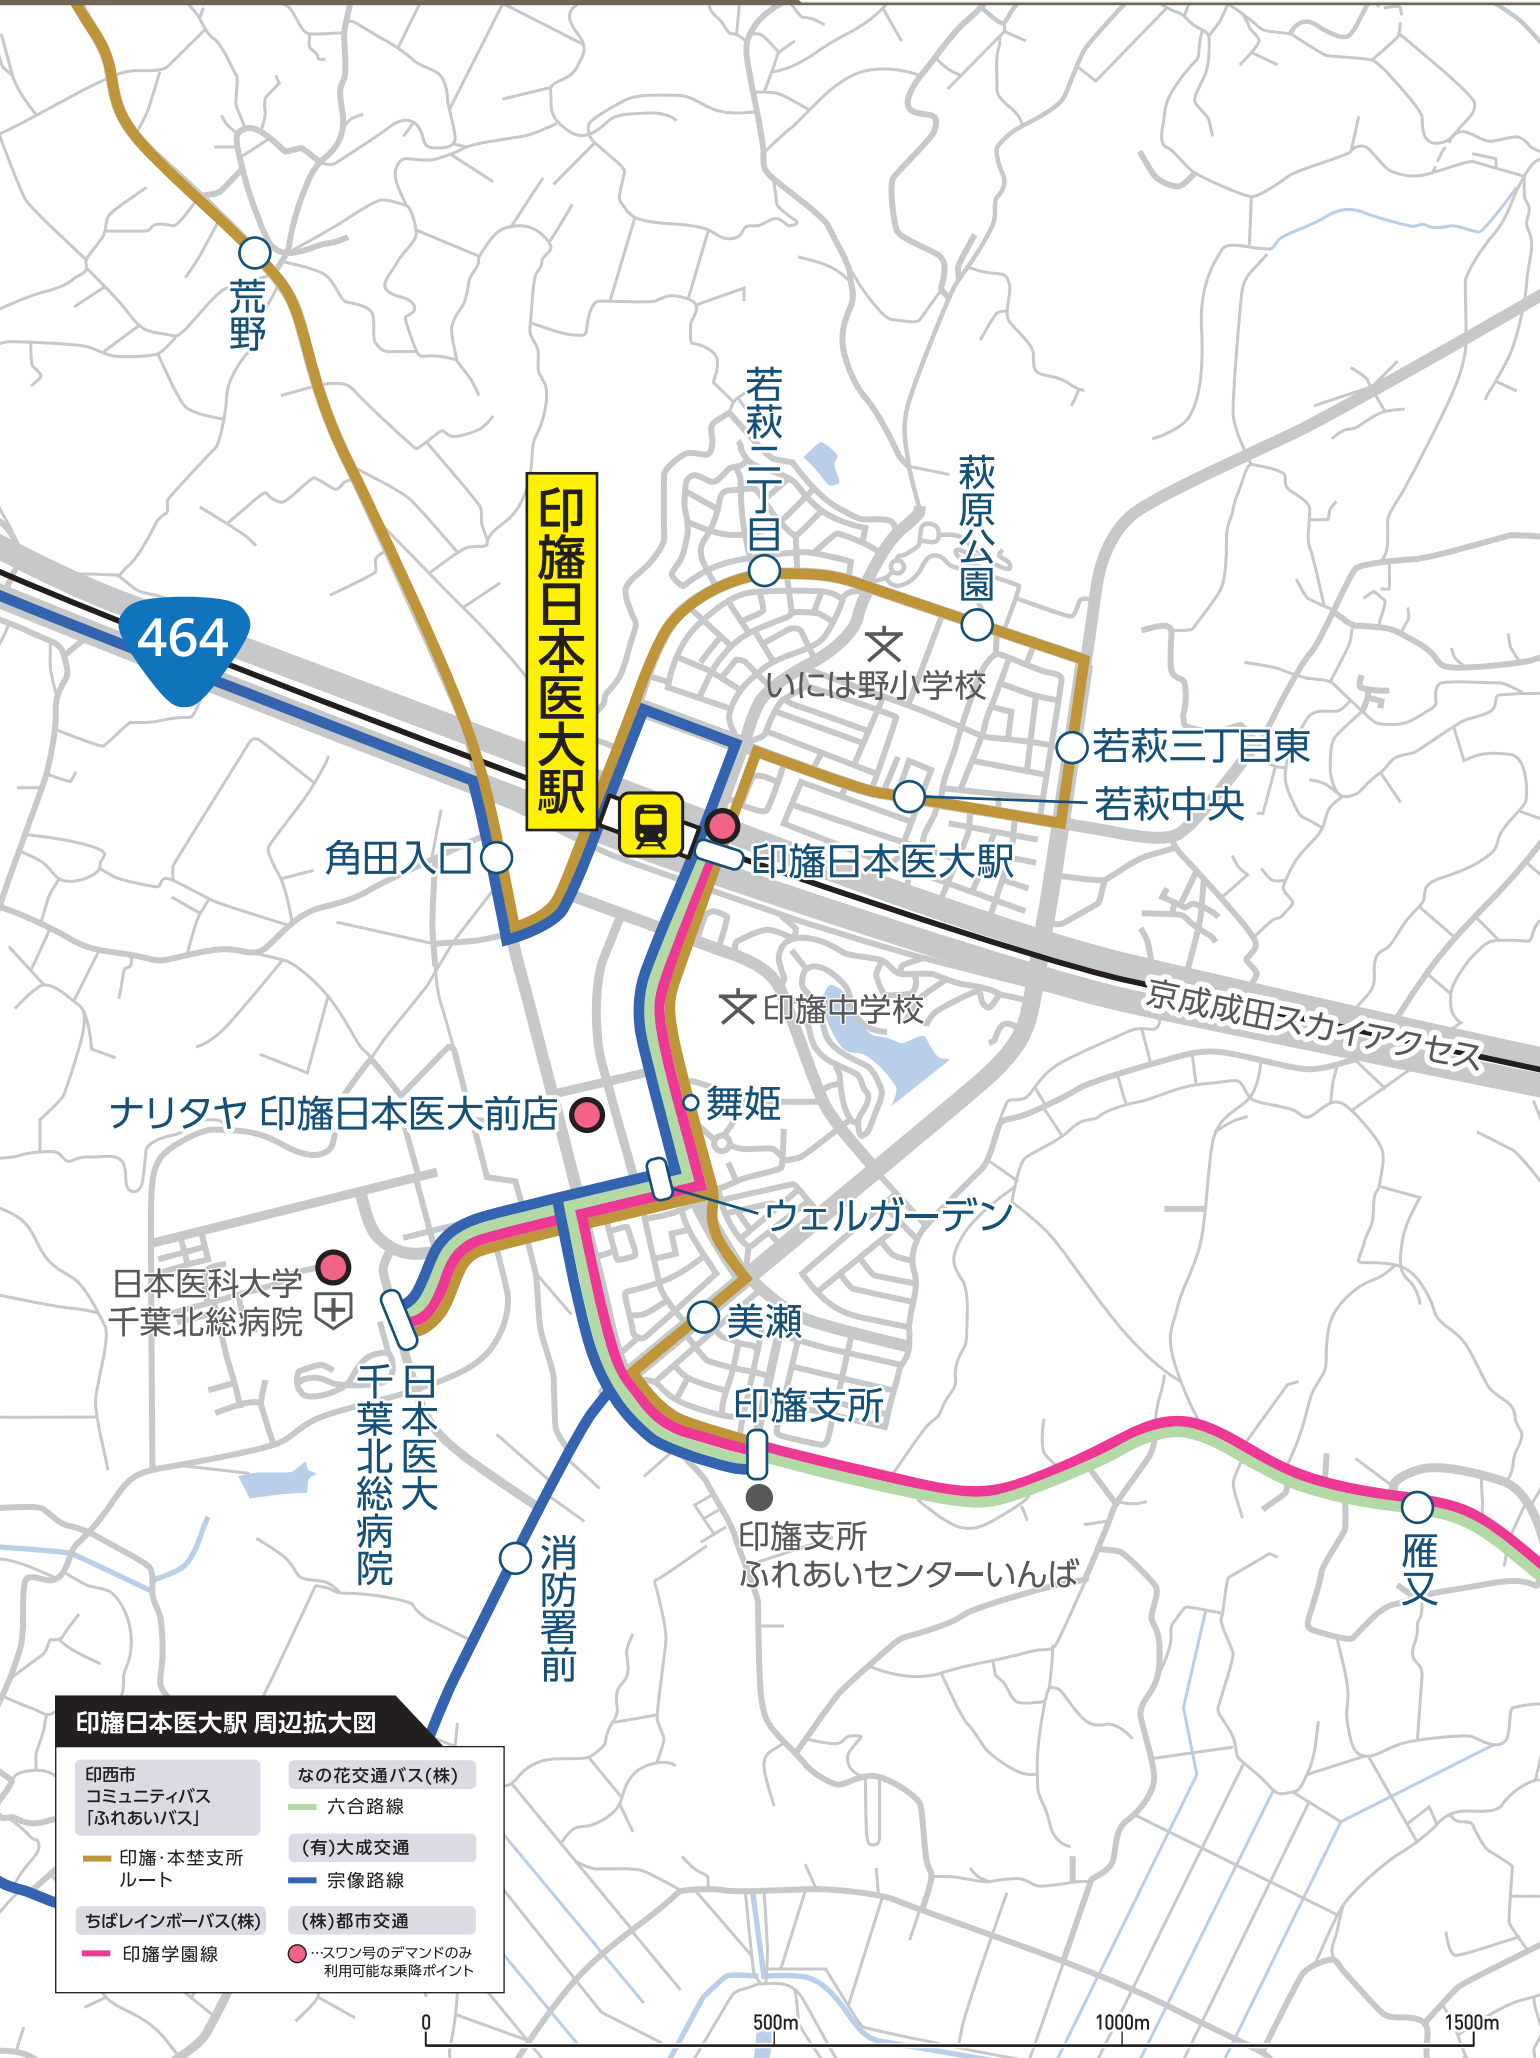 荒野
若萩二丁目
萩原公園
464
印旛日本医大駅
いには野小学校
若萩三丁目東
若萩中央
角田入口
印旛日本医大駅
京成成田スカイアクセス
印旛中学校
舞姫
ナリタヤ 印旛日本医大前店
ウェルガーデン
日本医科大学
千葉北総病院
美瀬
日本医大
千葉北総病院
印旛支所
印旛支所
ふれあいセンターいんば
雁又
消防署前
印旛日本医大駅 周辺拡大図
印西市
コミュニティバス
「ふれあいバス」
印旛・本埜支所
ルート
ちばレインボーバス(株)
印旛学園線
なの花交通バス(株)
六合路線
(有)大成交通
宗像路線
(株)都市交通
…スワン号のデマンドのみ
利用可能な乗降ポイント
0 500m 1000m 1500m